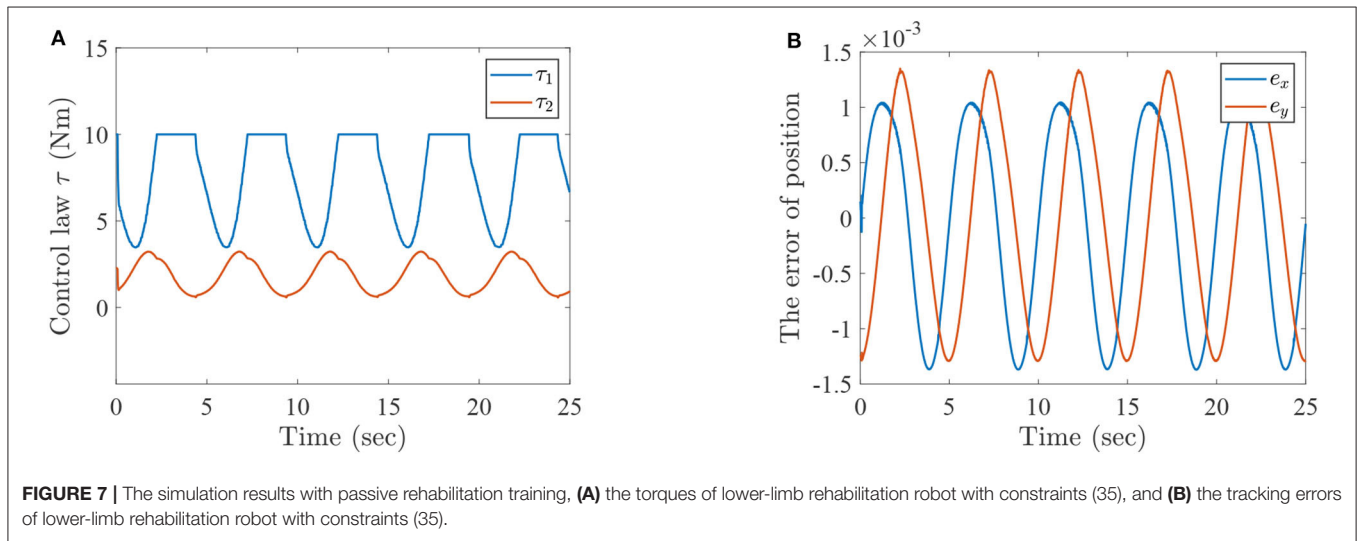 A
15
10
5
0
Control law τ (Nm)
τ₁
τ₂
0 5 10 15 20 25
Time (sec)
B
×10⁻³
1.5
1
0.5
0
-0.5
-1
-1.5
The error of position
eₓ
e_y
0 5 10 15 20 25
Time (sec)
FIGURE 7 | The simulation results with passive rehabilitation training, (A) the torques of lower-limb rehabilitation robot with constraints (35), and (B) the tracking errors
of lower-limb rehabilitation robot with constraints (35).